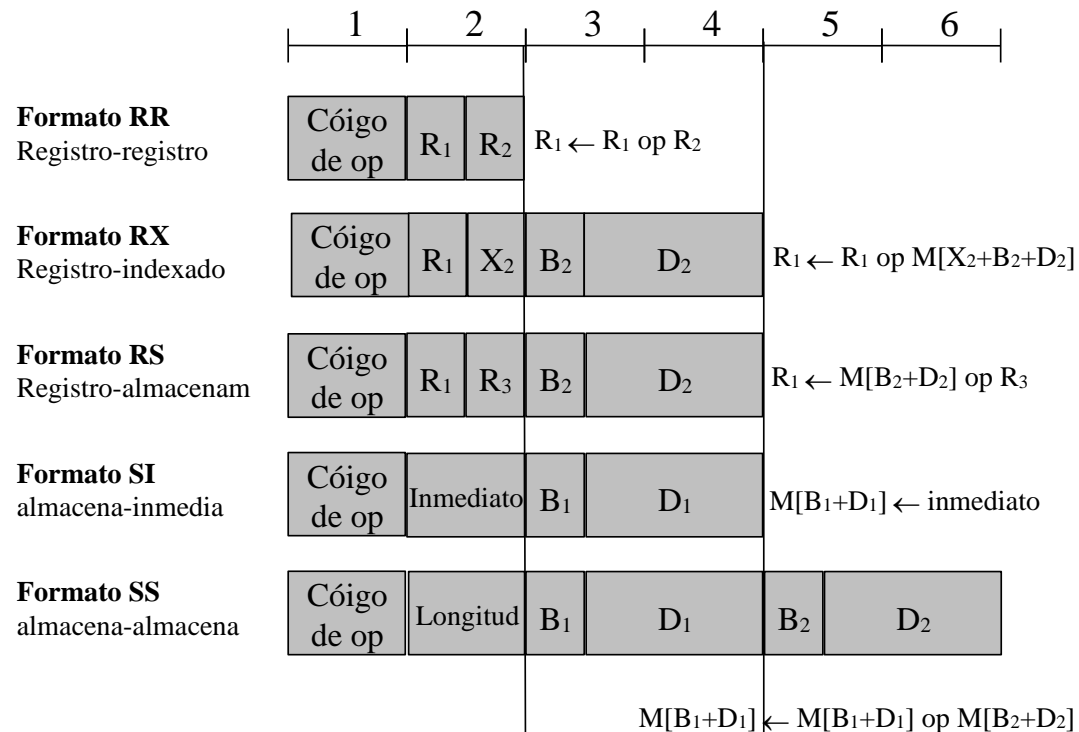 1 2 3 4 5 6
Formato RR
Registro-registro
Cóigo
de op
R1 R2
R1 ← R1 op R2
Formato RX
Registro-indexado
Cóigo
de op
R1 X2 B2 D2
R1 ← R1 op M[X2+B2+D2]
Formato RS
Registro-almacenam
Cóigo
de op
R1 R3 B2 D2
R1 ← M[B2+D2] op R3
Formato SI
almacena-inmedia
Cóigo
de op
Inmediato B1 D1
M[B1+D1] ← inmediato
Formato SS
almacena-almacena
Cóigo
de op
Longitud B1 D1 B2 D2
M[B1+D1] ← M[B1+D1] op M[B2+D2]